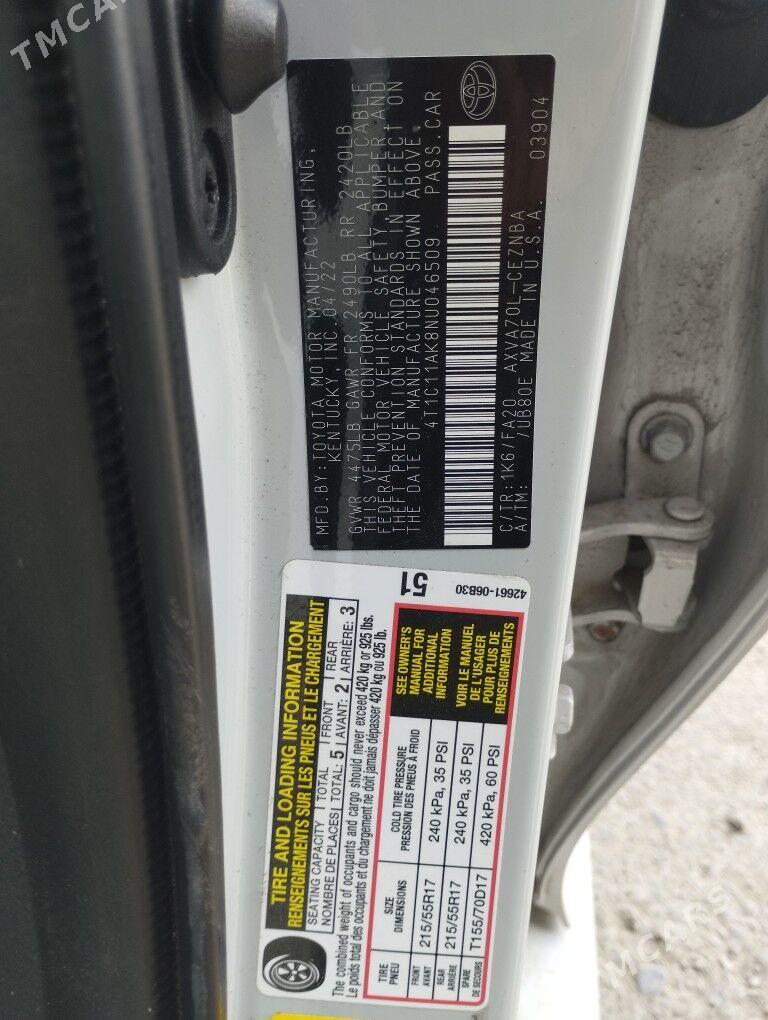 TMCARS
MFD.BY:TOYOTA MOTOR MANUFACTURING,
KENTUCKY, INC. 04/22
GVWR 4475LB GAWR FR 2490LB RR 2420LB
THIS VEHICLE CONFORMS TO ALL APPLICABLE
FEDERAL MOTOR VEHICLE SAFETY, BUMPER AND
THEFT PREVENTION STANDARDS IN EFFECT ON
THE DATE OF MANUFACTURE SHOWN ABOVE.
4T1C11AK8NU046509 PASS.CAR
C/TR:1K6/FA20 AXVA70L-CEZNBA 03904
A/TM: /UB80E MADE IN U.S.A.
TIRE AND LOADING INFORMATION
RENSEIGNEMENTS SUR LES PNEUS ET LE CHARGEMENT
SEATING CAPACITY TOTAL FRONT REAR
NOMBRE DE PLACES TOTAL: 5 AVANT: 2 ARRIÈRE: 3
The combined weight of occupants and cargo should never exceed 420 kg or 925 lbs.
Le poids total des occupants et du chargement ne doit jamais dépasser 420 kg ou 925 lb.
TIRE PNEU SIZE DIMENSIONS COLD TIRE PRESSURE PRESSION DES PNEUS À FROID
FRONT AVANT 215/55R17 240 kPa, 35 PSI
REAR ARRIÈRE 215/55R17 240 kPa, 35 PSI
SPARE DE SECOURS T155/70D17 420 kPa, 60 PSI
SEE OWNER'S
MANUAL FOR
ADDITIONAL
INFORMATION
VOIR LE MANUEL
DE L'USAGER
POUR PLUS DE
RENSEIGNEMENTS
51
42661-06B30
TMCARS